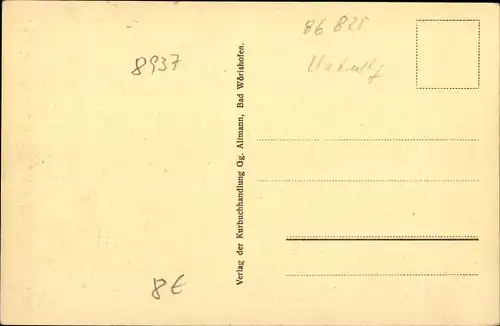 86 825
8937
Verlag der Kurbuchhandlung Gg. Altmann, Bad Wörishofen.
8€